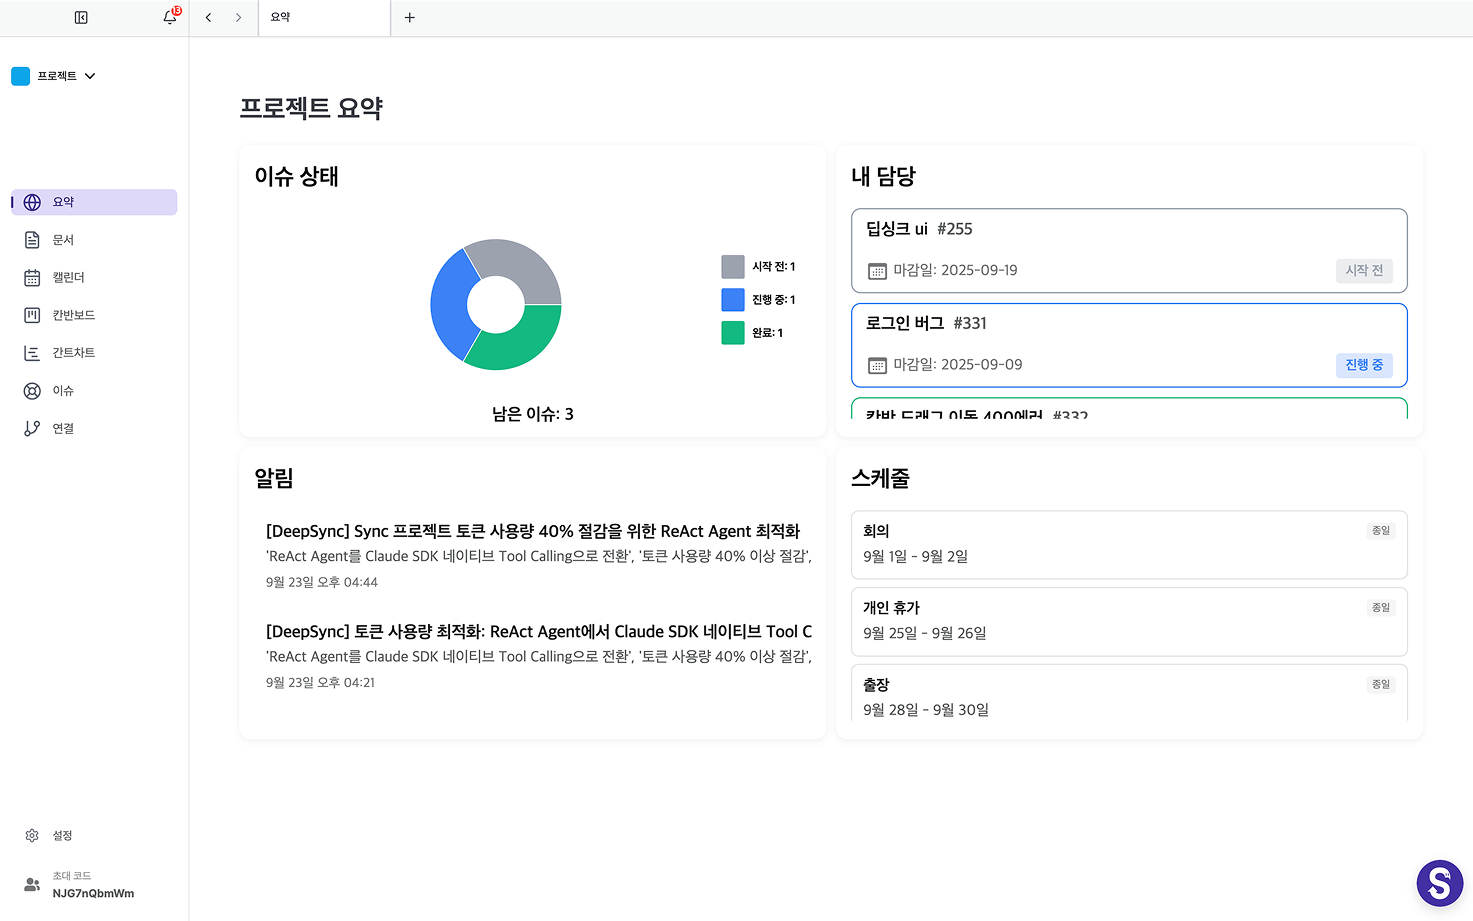 13
요약
프로젝트
요약
문서
캘린더
칸반보드
간트차트
이슈
연결
설정
초대 코드
NJG7nQbmWm
프로젝트 요약
이슈 상태
시작 전: 1
진행 중: 1
완료: 1
남은 이슈: 3
내 담당
딥싱크 ui #255
마감일: 2025-09-19
시작 전
로그인 버그 #331
마감일: 2025-09-09
진행 중
칸반 드래그 이동 400에러 #332
알림
[DeepSync] Sync 프로젝트 토큰 사용량 40% 절감을 위한 ReAct Agent 최적화
'ReAct Agent를 Claude SDK 네이티브 Tool Calling으로 전환', '토큰 사용량 40% 이상 절감',
9월 23일 오후 04:44
[DeepSync] 토큰 사용량 최적화: ReAct Agent에서 Claude SDK 네이티브 Tool C
'ReAct Agent를 Claude SDK 네이티브 Tool Calling으로 전환', '토큰 사용량 40% 이상 절감',
9월 23일 오후 04:21
스케줄
회의
종일
9월 1일 - 9월 2일
개인 휴가
종일
9월 25일 - 9월 26일
출장
종일
9월 28일 - 9월 30일
S